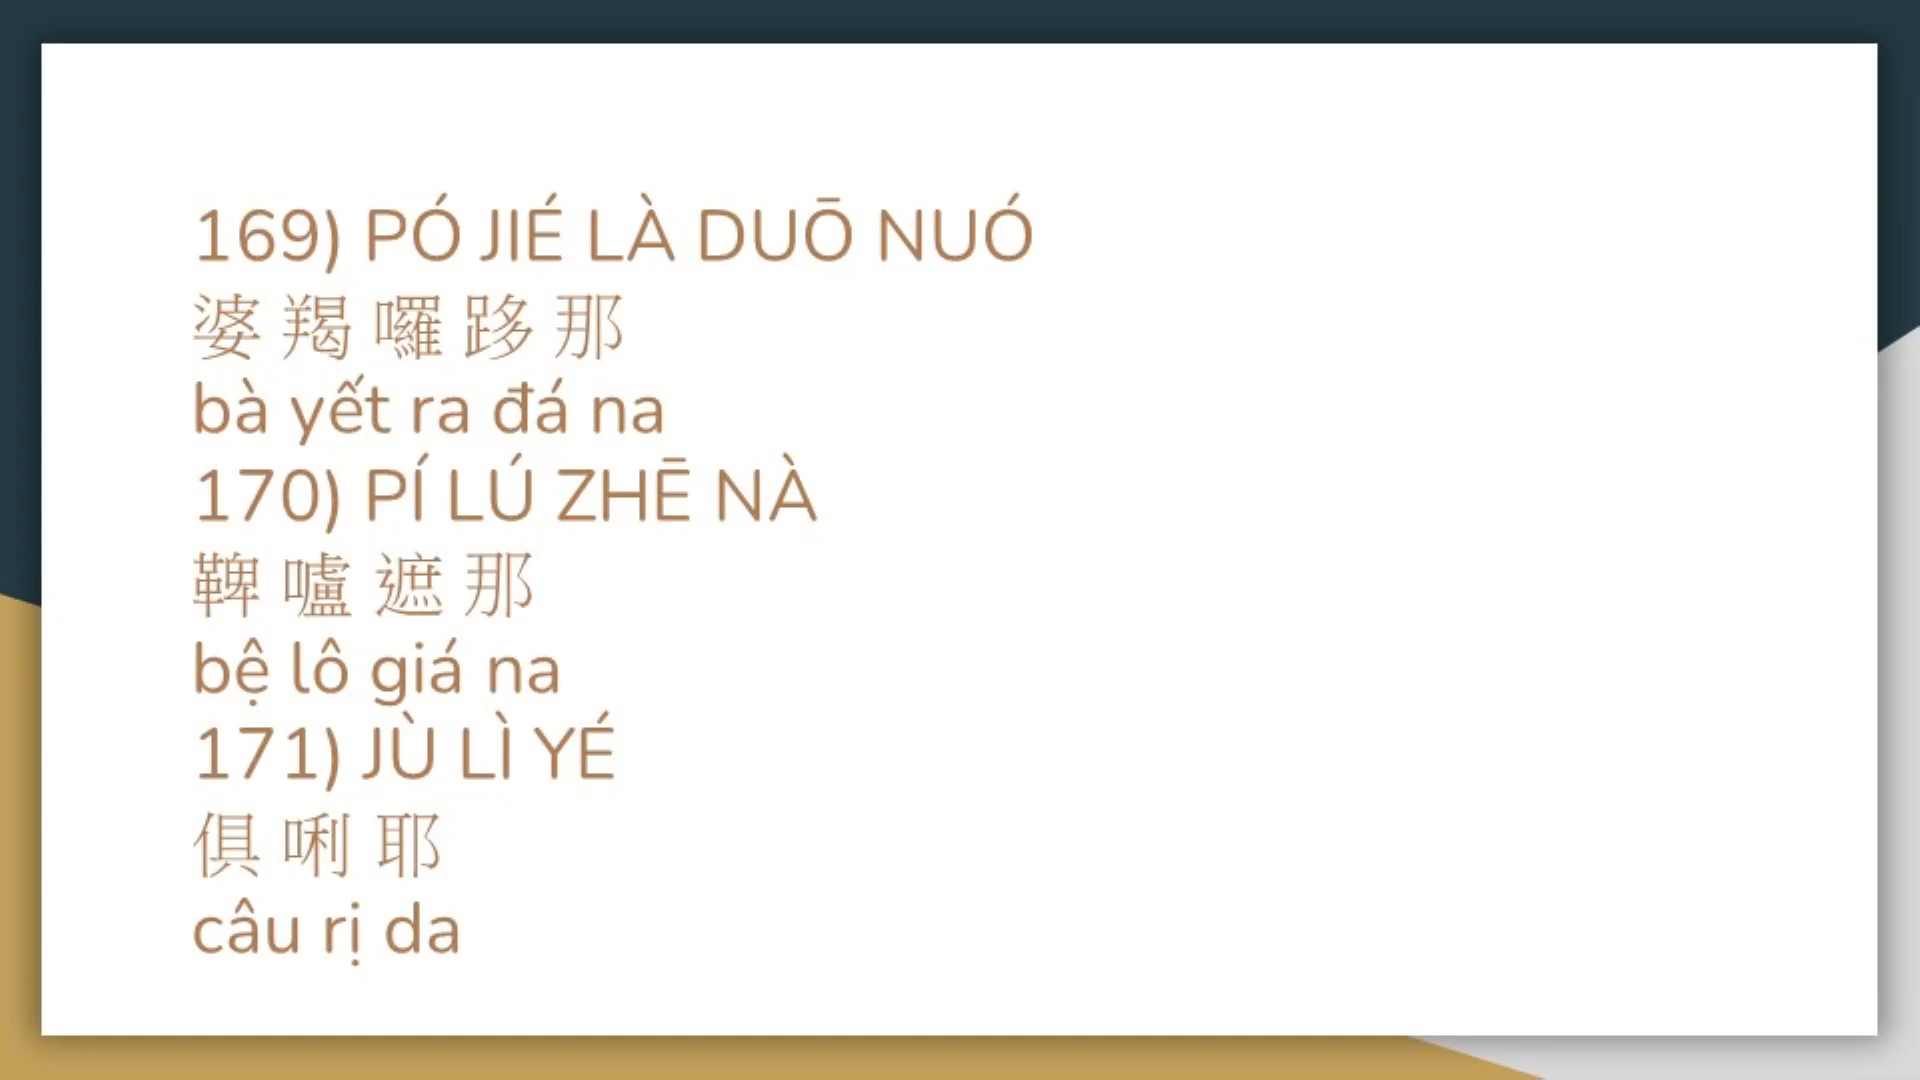 169) PÓ JIÉ LÀ DUŌ NUÓ
婆 羯 囉 跢 那
bà yết ra đá na
170) PÍ LÚ ZHĒ NÀ
鞞 嚧 遮 那
bệ lô giá na
171) JÙ LÌ YÉ
俱 唎 耶
câu rị da